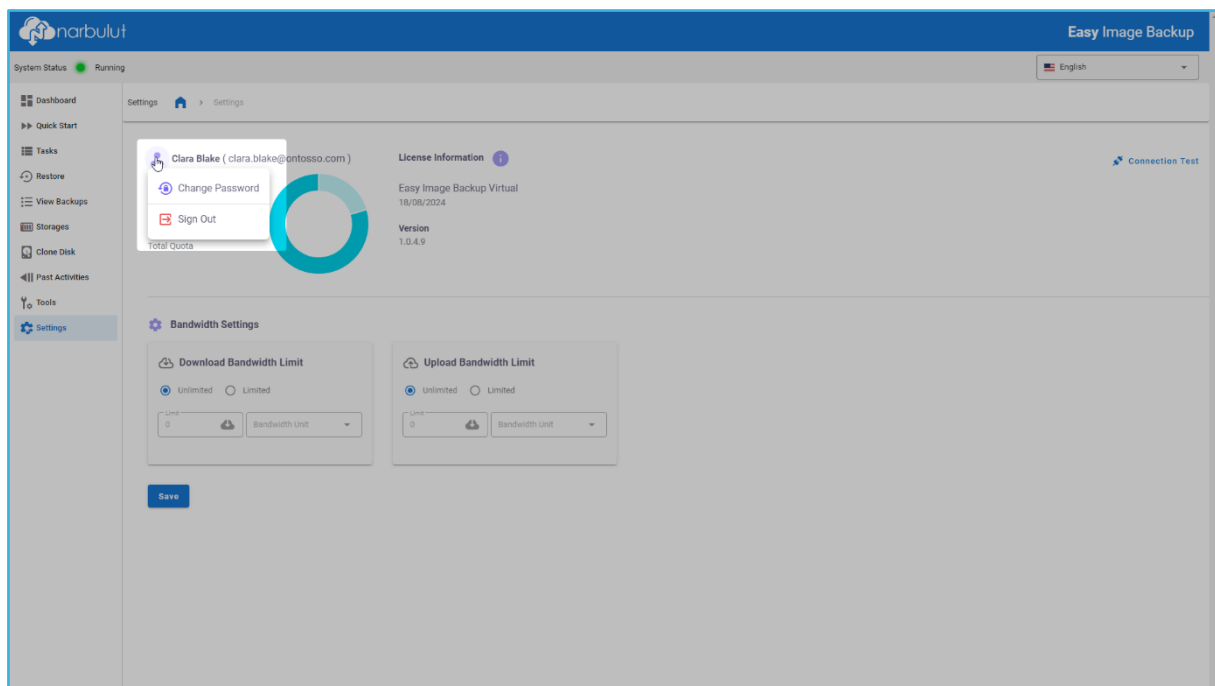 narbulut
Easy Image Backup
System Status Running
English
Dashboard
Quick Start
Tasks
Restore
View Backups
Storages
Clone Disk
Past Activities
Tools
Settings
Settings > Settings
Clara Blake ( clara.blake@ontosso.com )
Change Password
Sign Out
Total Quota
License Information i
Easy Image Backup Virtual
18/08/2024
Version
1.0.4.9
Connection Test
Bandwidth Settings
Download Bandwidth Limit
Unlimited Limited
Limit
0 Bandwidth Unit
Upload Bandwidth Limit
Unlimited Limited
Limit
0 Bandwidth Unit
Save